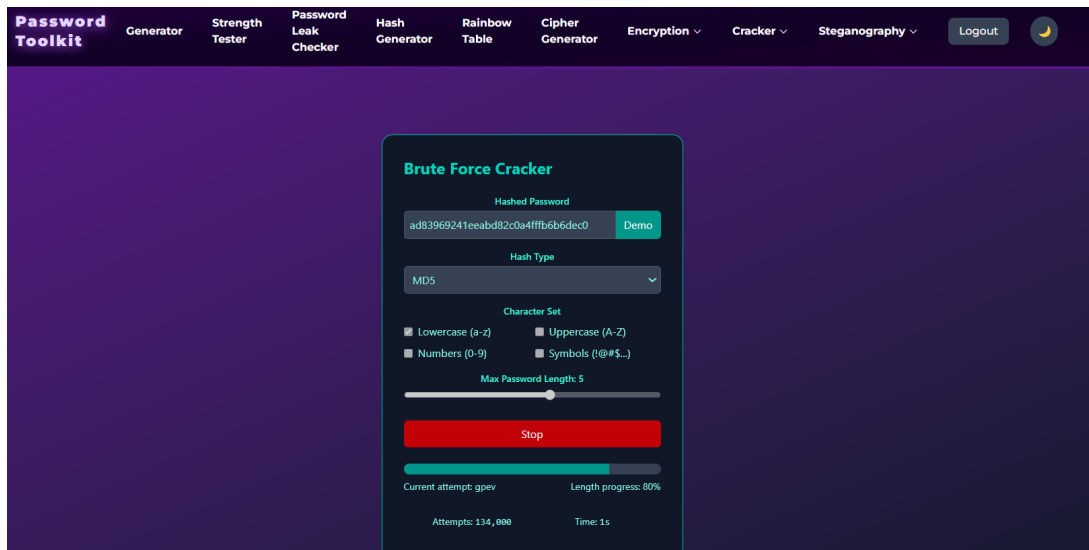 Password Toolkit
Generator
Strength Tester
Password Leak Checker
Hash Generator
Rainbow Table
Cipher Generator
Encryption
Cracker
Steganography
Logout
Brute Force Cracker
Hashed Password
ad83969241eeabd82c0a4fffb6b6dec0
Demo
Hash Type
MD5
Character Set
Lowercase (a-z)
Uppercase (A-Z)
Numbers (0-9)
Symbols (!@#$...)
Max Password Length: 5
Stop
Current attempt: gpev
Length progress: 80%
Attempts: 134,000
Time: 1s